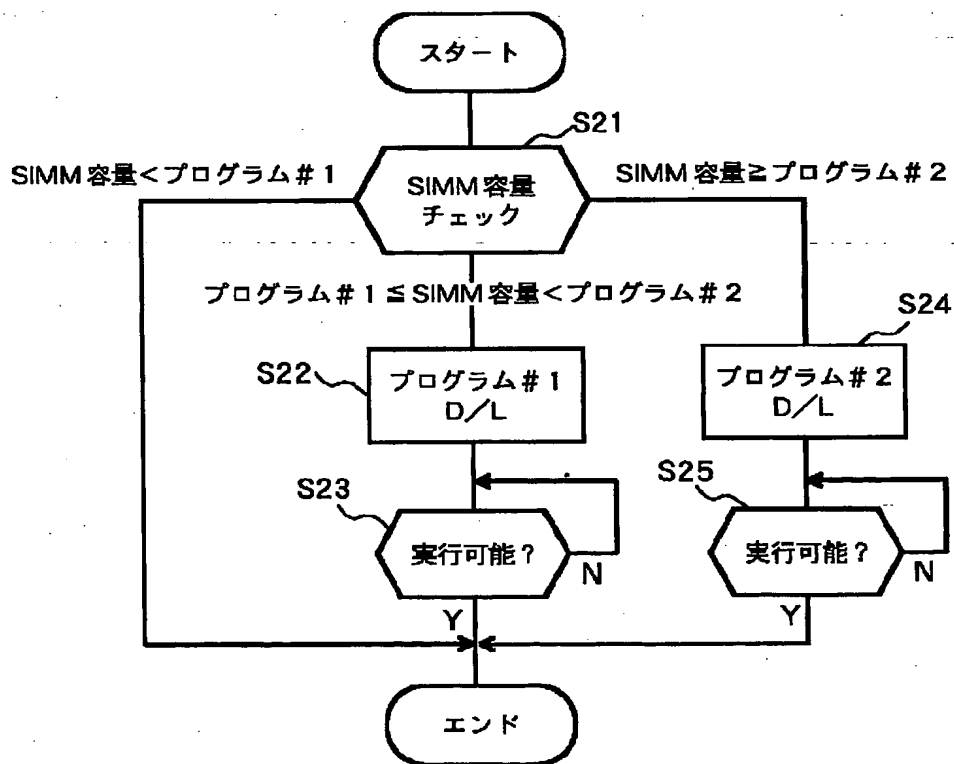 スタート
S21
SIMM 容量<プログラム#1
SIMM 容量
チェック
SIMM 容量≧プログラム#2
プログラム#1≦SIMM 容量<プログラム#2
S22
プログラム#1
D/L
S24
プログラム#2
D/L
S23
実行可能?
N
Y
S25
実行可能?
N
Y
エンド